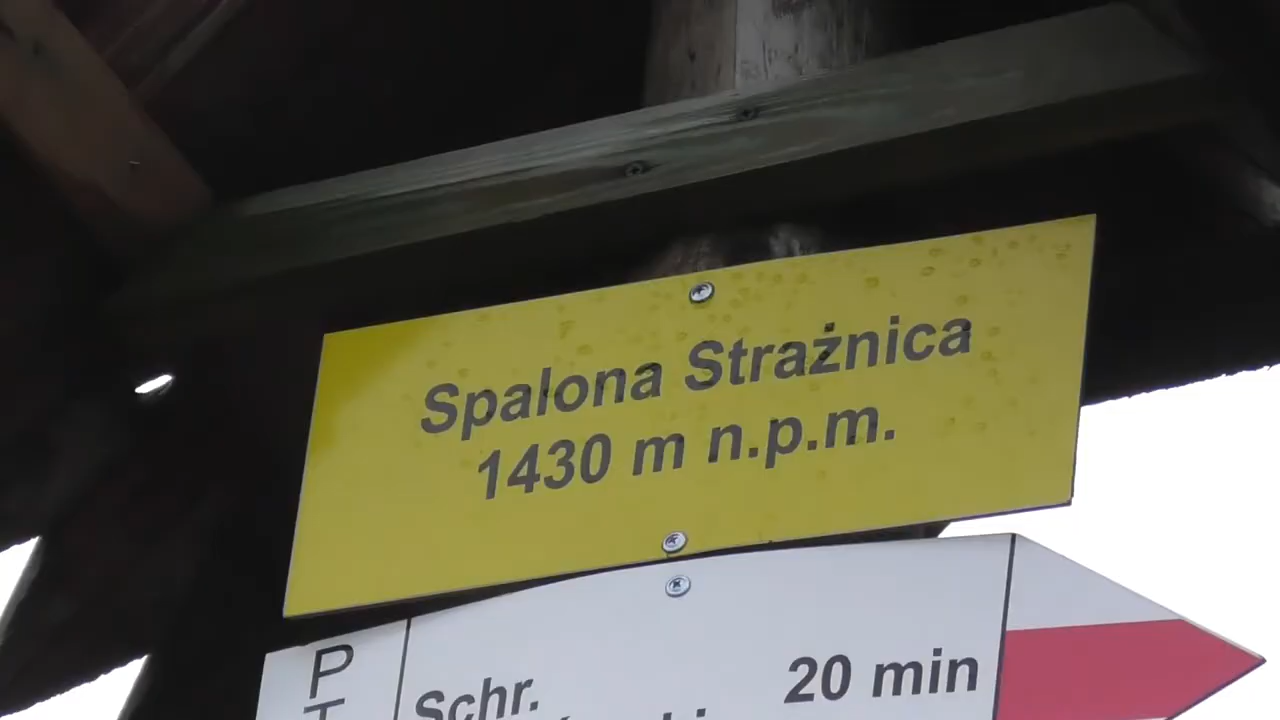 Spalona Strażnica
1430 m n.p.m.
P
T
Schr.
20 min